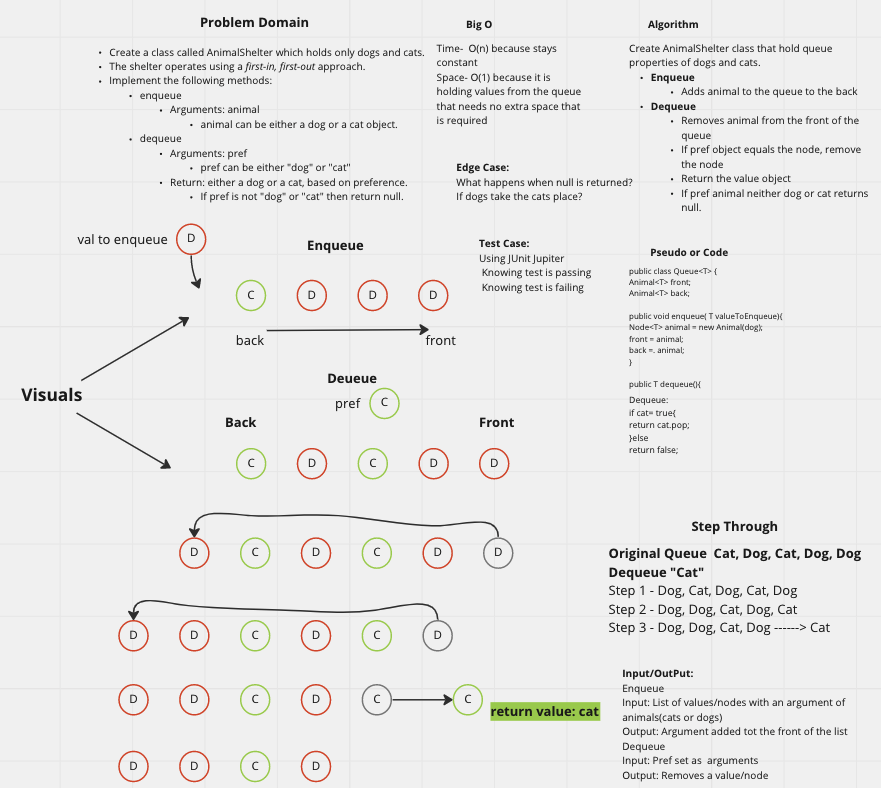 Problem Domain
Create a class called AnimalShelter which holds only dogs and cats.
The shelter operates using a first-in, first-out approach.
Implement the following methods:
enqueue
Arguments: animal
animal can be either a dog or a cat object.
dequeue
Arguments: pref
pref can be either "dog" or "cat"
Return: either a dog or a cat, based on preference.
If pref is not "dog" or "cat" then return null.
Big O
Time- O(n) because stays
constant
Space- O(1) because it is
holding values from the queue
that needs no extra space that
is required
Edge Case:
What happens when null is returned?
If dogs take the cats place?
Test Case:
Using JUnit Jupiter
Knowing test is passing
Knowing test is failing
Algorithm
Create AnimalShelter class that hold queue
properties of dogs and cats.
Enqueue
Adds animal to the queue to the back
Dequeue
Removes animal from the front of the
queue
If pref object equals the node, remove
the node
Return the value object
If pref animal neither dog or cat returns
null.
Pseudo or Code
public class Queue<T> {
Animal<T> front;
Animal<T> back;
public void enqueue( T valueToEnqueue){
Node<T> animal = new Animal(dog);
front = animal;
back =. animal;
}
public T dequeue(){
Dequeue:
if cat= true{
return cat.pop;
}else
return false;
val to enqueue D
Enqueue
C D D D
back front
Visuals
Deueue
pref C
Back Front
C D C D D
D C D C D D
D D C D C D
D D C D C C
return value: cat
D D C D
Step Through
Original Queue Cat, Dog, Cat, Dog, Dog
Dequeue "Cat"
Step 1 - Dog, Cat, Dog, Cat, Dog
Step 2 - Dog, Dog, Cat, Dog, Cat
Step 3 - Dog, Dog, Cat, Dog ------> Cat
Input/OutPut:
Enqueue
Input: List of values/nodes with an argument of
animals(cats or dogs)
Output: Argument added tot the front of the list
Dequeue
Input: Pref set as arguments
Output: Removes a value/node